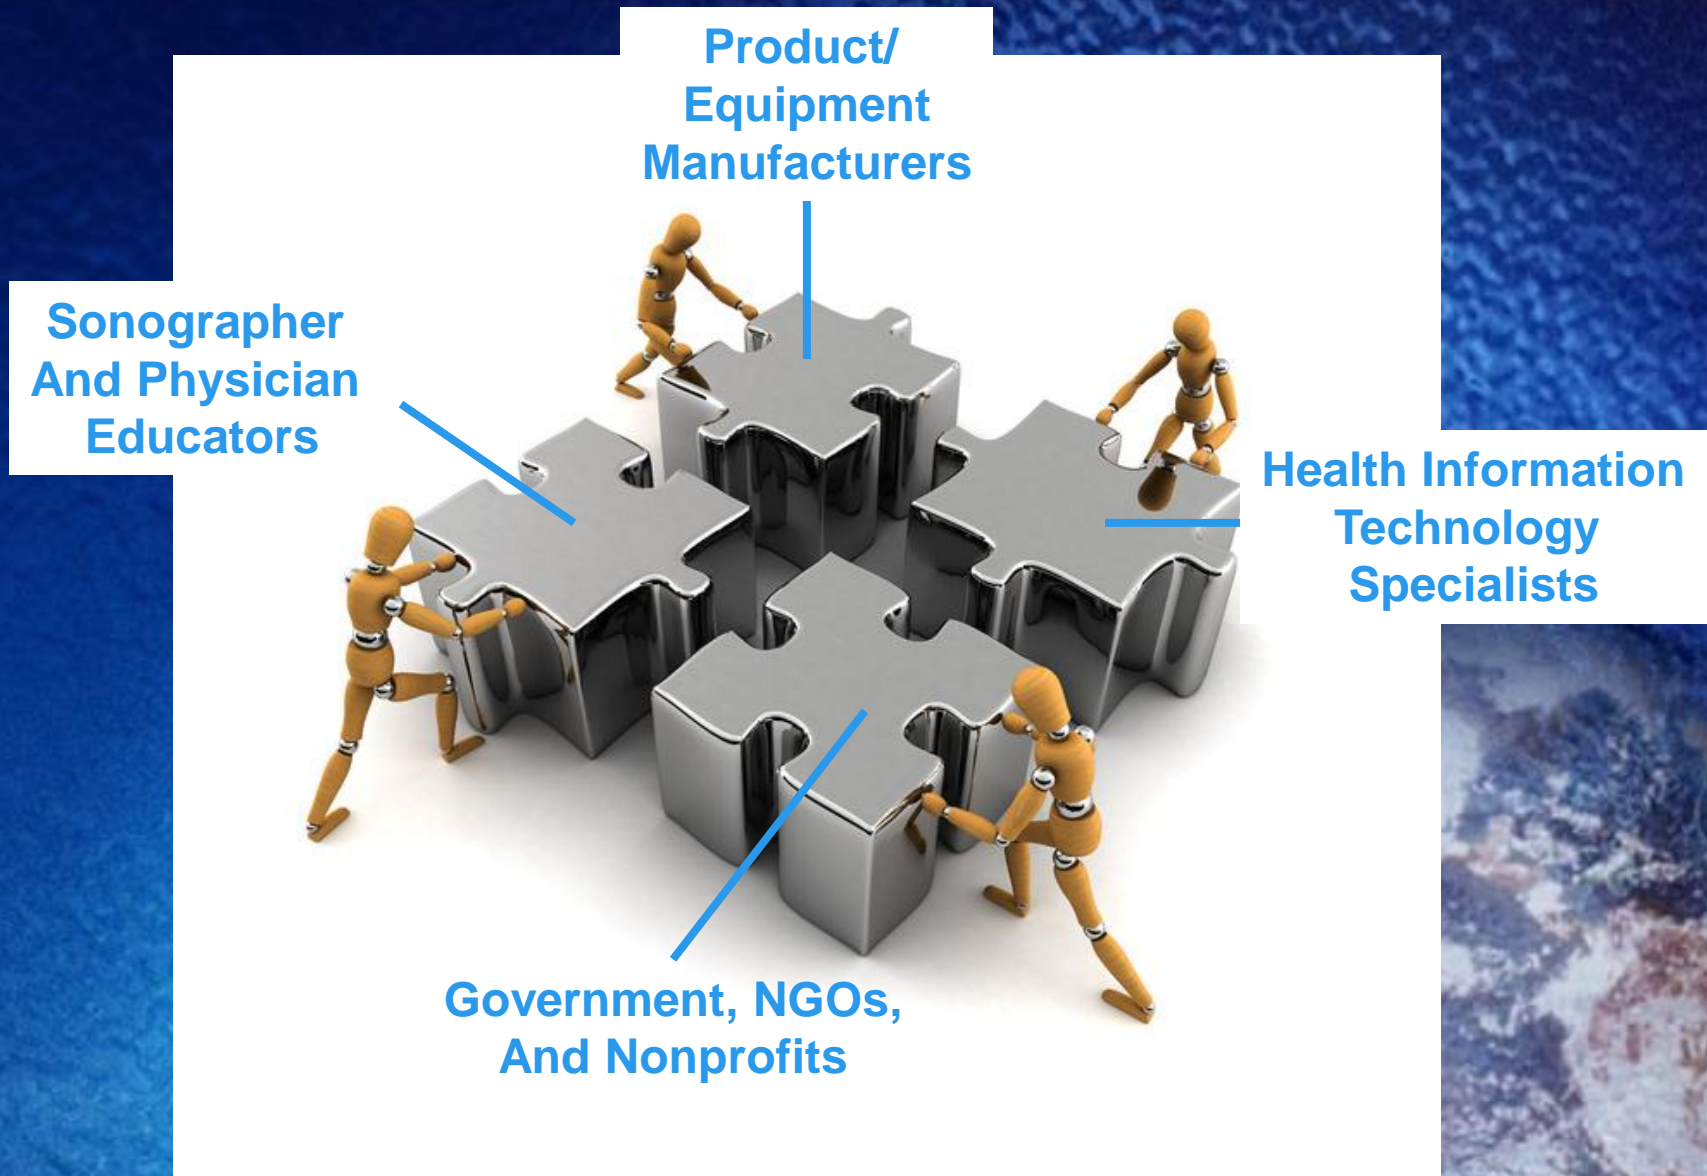 Product/
Equipment
Manufacturers
Sonographer
And Physician
Educators
Health Information
Technology
Specialists
Government, NGOs,
And Nonprofits